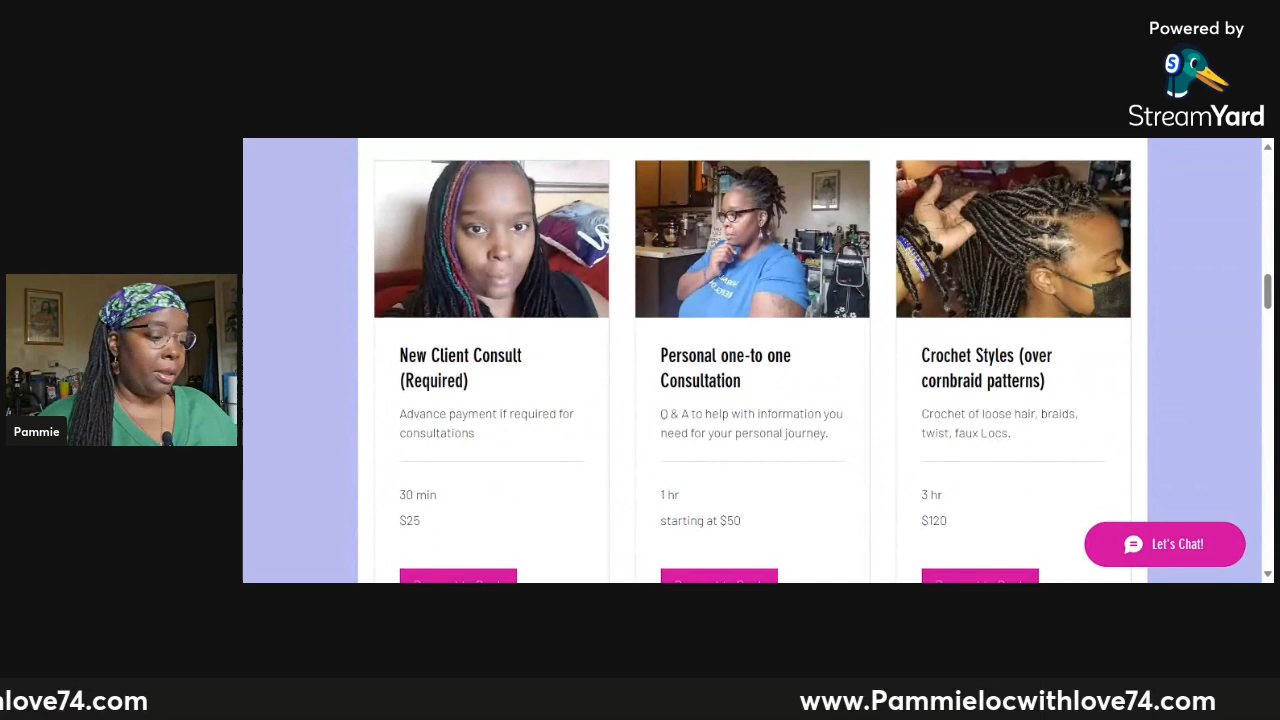 Powered by
StreamYard
New Client Consult
(Required)
Advance payment if required for
consultations
30 min
$25
Personal one-to one
Consultation
Q & A to help with information you
need for your personal journey.
1 hr
starting at $50
Crochet Styles (over
cornbraid patterns)
Crochet of loose hair, braids,
twist, faux Locs.
3 hr
$120
Let's Chat!
Pammie
hlove74.com
www.Pammielocwithlove74.com